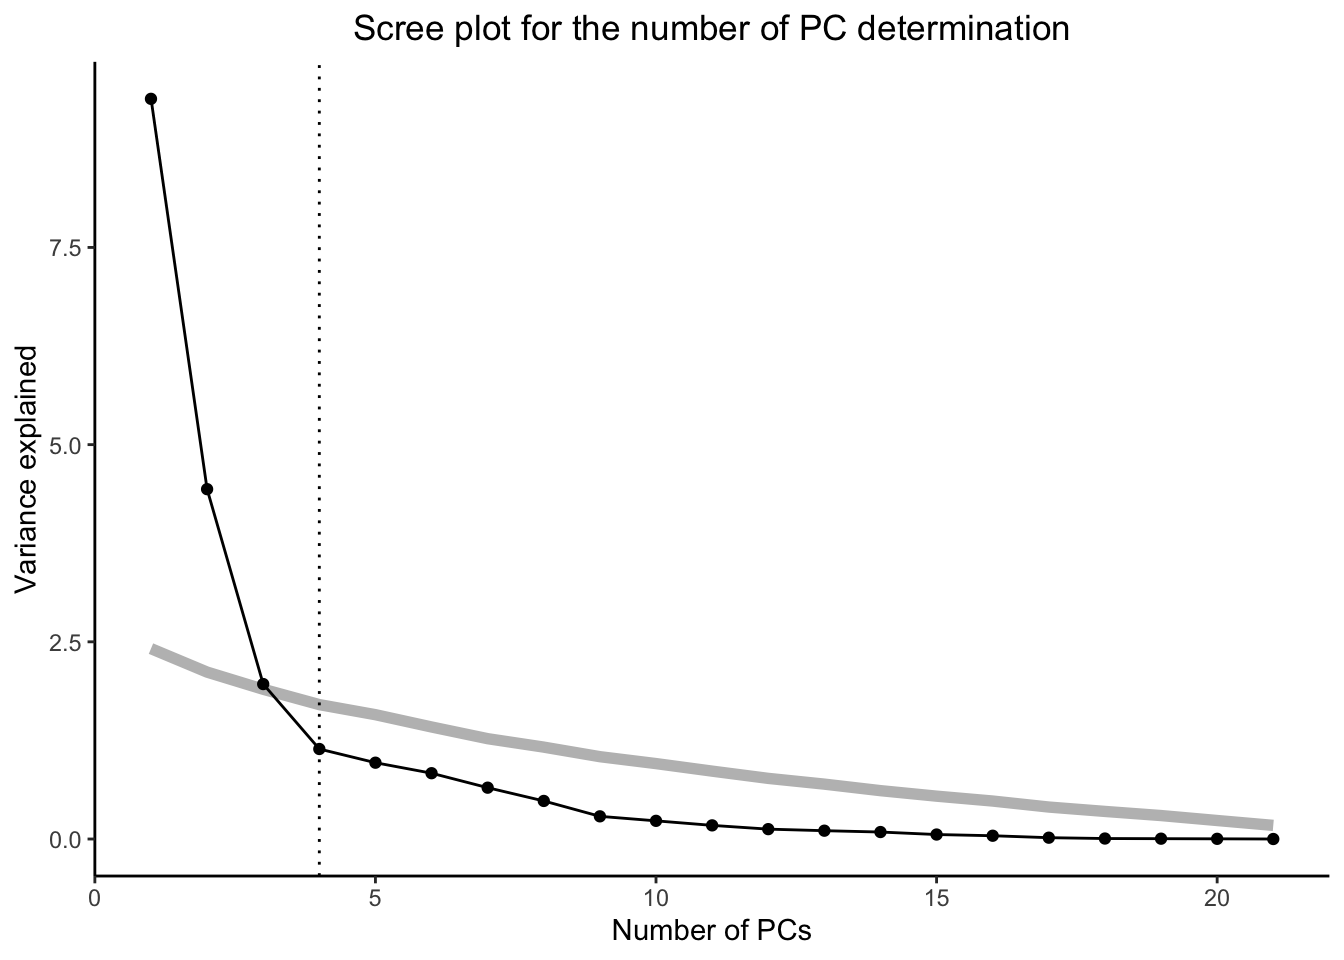 Scree plot for the number of PC determination
Variance explained
7.5
5.0
2.5
0.0
0 5 10 15 20
Number of PCs